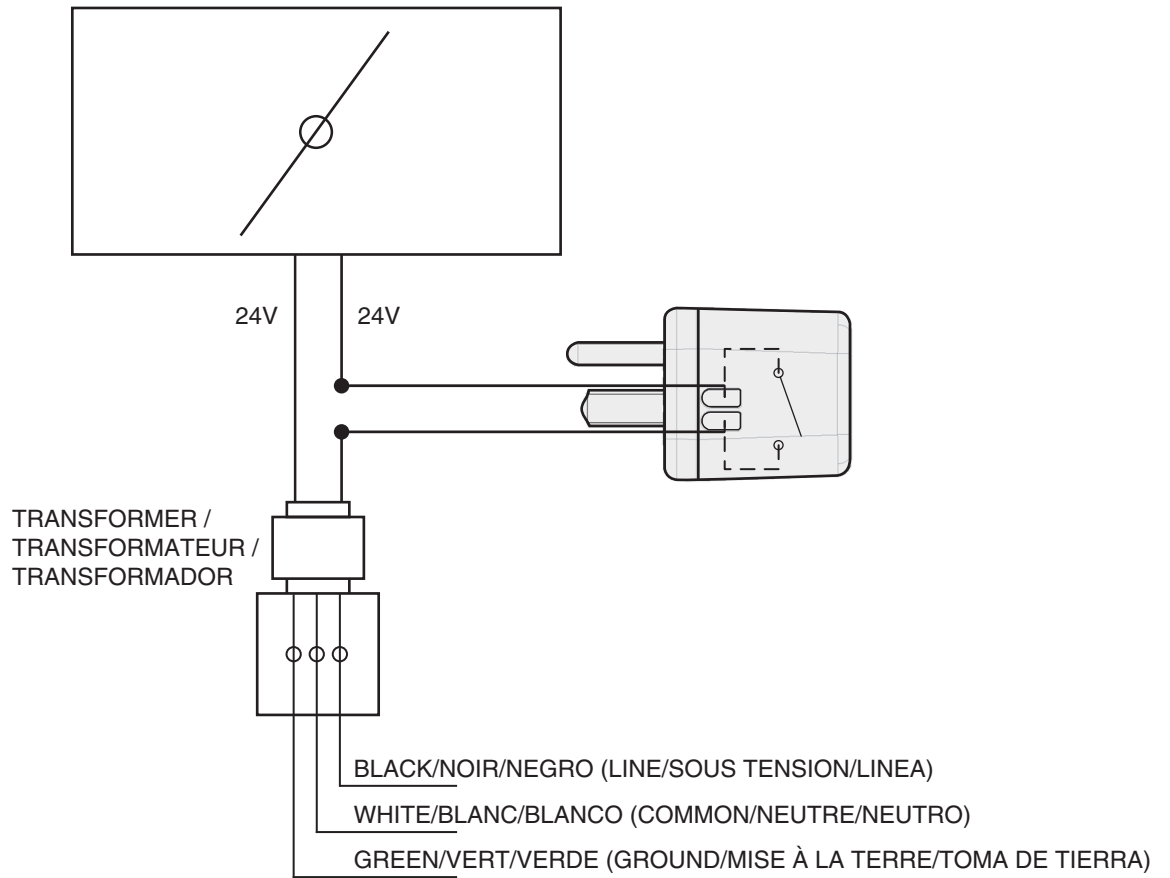 24V
24V
TRANSFORMER /
TRANSFORMATEUR /
TRANSFORMADOR
BLACK/NOIR/NEGRO (LINE/SOUS TENSION/LINEA)
WHITE/BLANC/BLANCO (COMMON/NEUTRE/NEUTRO)
GREEN/VERT/VERDE (GROUND/MISE À LA TERRE/TOMA DE TIERRA)